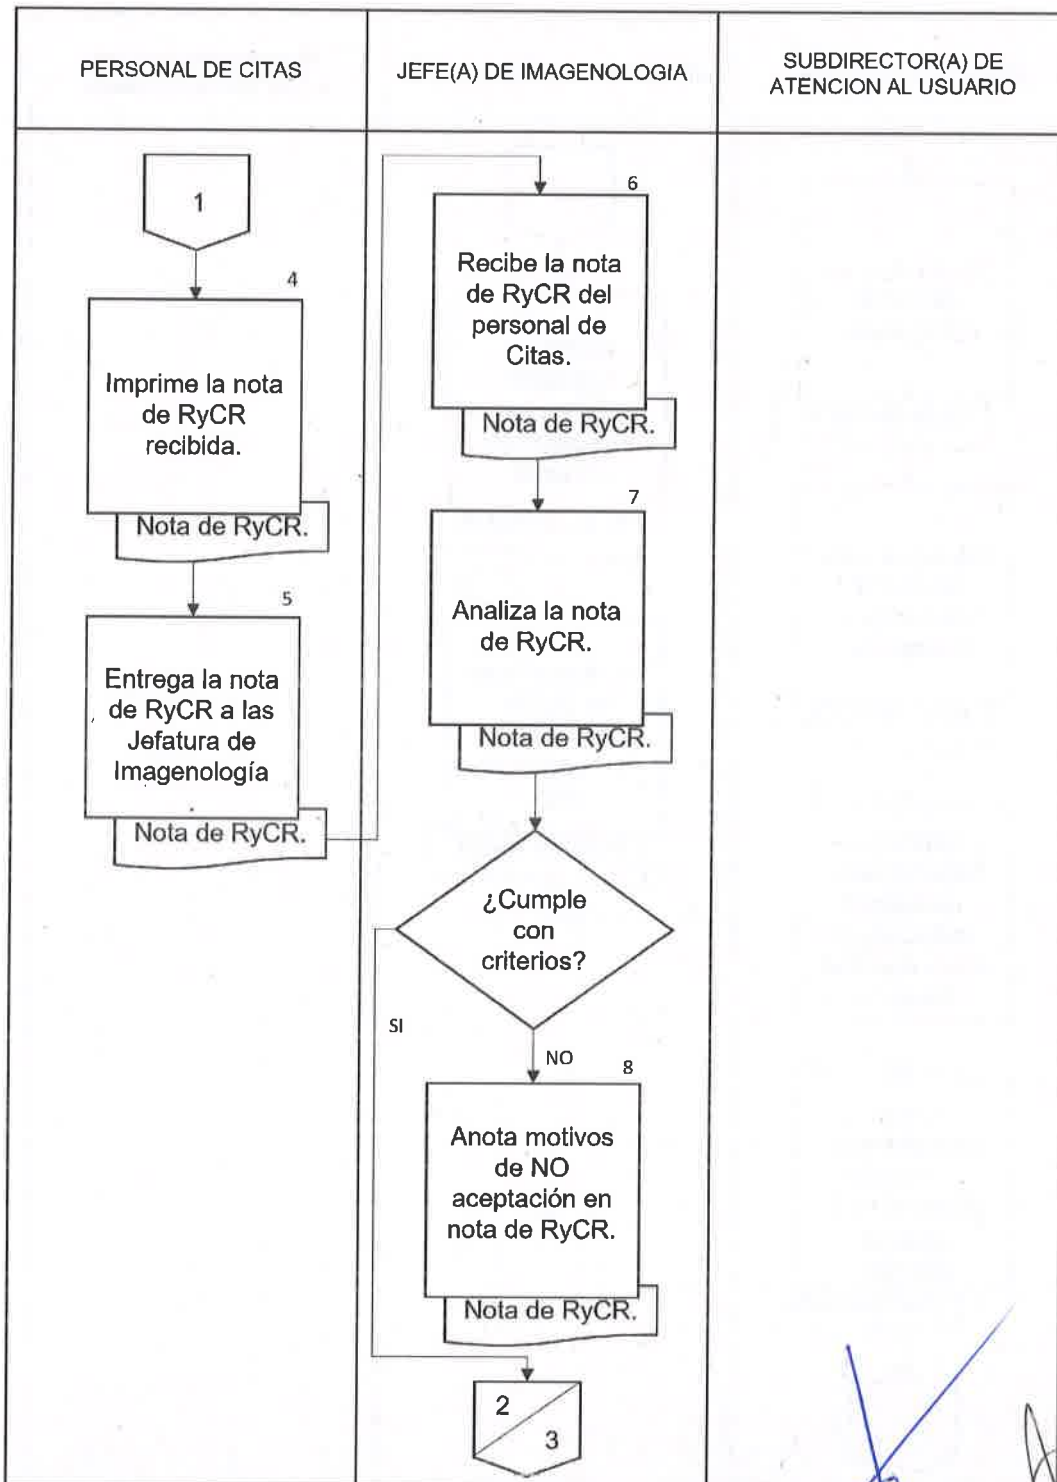 PERSONAL DE CITAS
JEFE(A) DE IMAGENOLOGIA
SUBDIRECTOR(A) DE
ATENCION AL USUARIO
1
4
Imprime la nota
de RyCR
recibida.
Nota de RyCR.
5
Entrega la nota
de RyCR a las
Jefatura de
Imagenología
Nota de RyCR.
6
Recibe la nota
de RyCR del
personal de
Citas.
Nota de RyCR.
7
Analiza la nota
de RyCR.
Nota de RyCR.
¿Cumple
con
criterios?
SI
NO
8
Anota motivos
de NO
aceptación en
nota de RyCR.
Nota de RyCR.
2
3